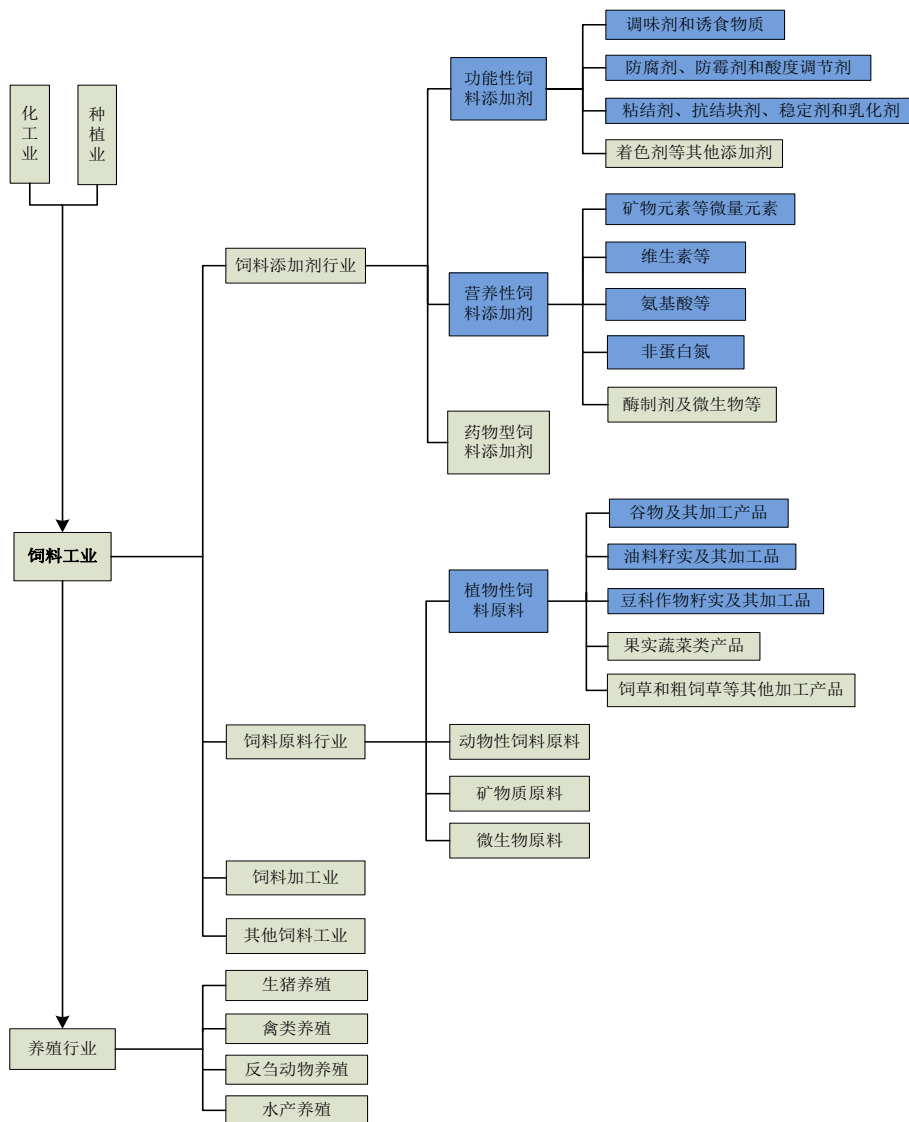 化工业
种植业
饲料工业
养殖行业
饲料添加剂行业
功能性饲
料添加剂
调味剂和诱食物质
防腐剂、防霉剂和酸度调节剂
粘结剂、抗结块剂、稳定剂和乳化剂
着色剂等其他添加剂
营养性饲
料添加剂
矿物元素等微量元素
维生素等
氨基酸等
非蛋白氮
酶制剂及微生物等
药物型饲
料添加剂
饲料原料行业
植物性饲
料原料
谷物及其加工产品
油料籽实及其加工品
豆科作物籽实及其加工品
果实蔬菜类产品
饲草和粗饲草等其他加工产品
动物性饲料原料
矿物质原料
微生物原料
饲料加工业
其他饲料工业
生猪养殖
禽类养殖
反刍动物养殖
水产养殖